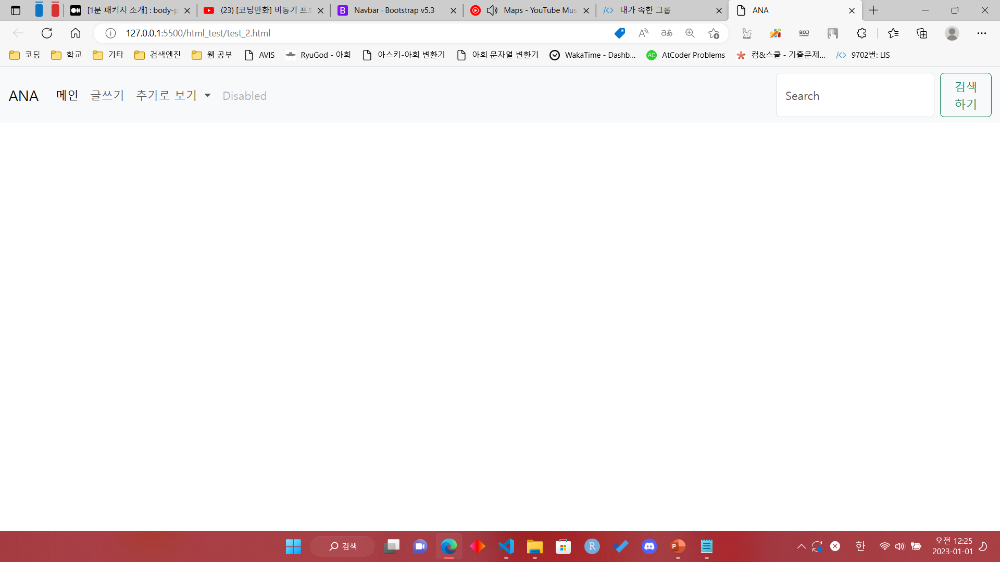 [1분 패키지 소개] : body-p
(23) [코딩만화] 비동기 프로
Navbar · Bootstrap v5.3
Maps - YouTube Mus
내가 속한 그룹
ANA
127.0.0.1:5500/html_test/test_2.html
BOJ
코딩
학교
기타
검색엔진
웹 공부
AVIS
RyuGod - 아희
아스키-아희 변환기
아희 문자열 변환기
WakaTime - Dashb...
AC
AtCoder Problems
컴&스쿨 - 기출문제...
9702번: LIS
ANA
메인
글쓰기
추가로 보기
Disabled
Search
검색
하기
검색
한
오전 12:25
2023-01-01